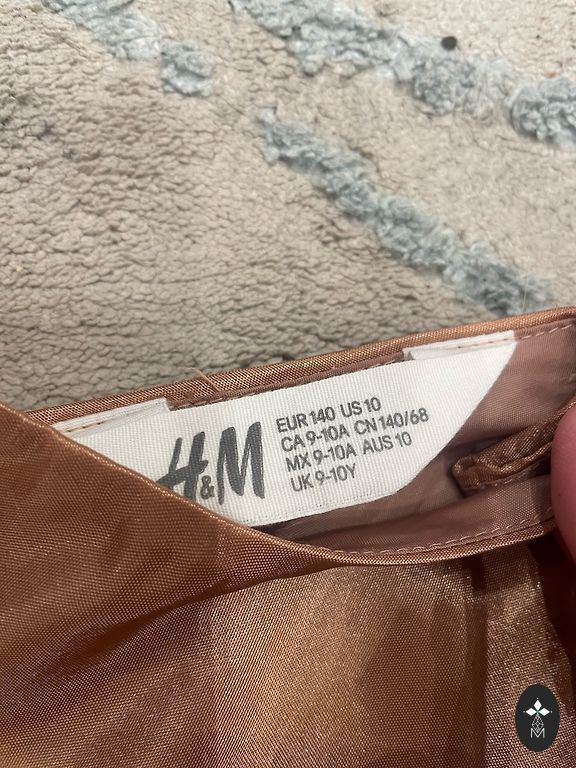 H&M
EUR 140 US 10
CA 9-10A CN 140/68
MX 9-10A AUS 10
UK 9-10Y
M